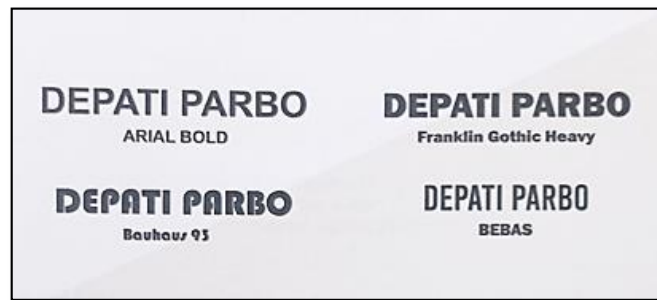 DEPATI PARBO
ARIAL BOLD
DEPATI PARBO
Franklin Gothic Heavy
DEPATI PARBO
Bauhaus 93
DEPATI PARBO
BEBAS